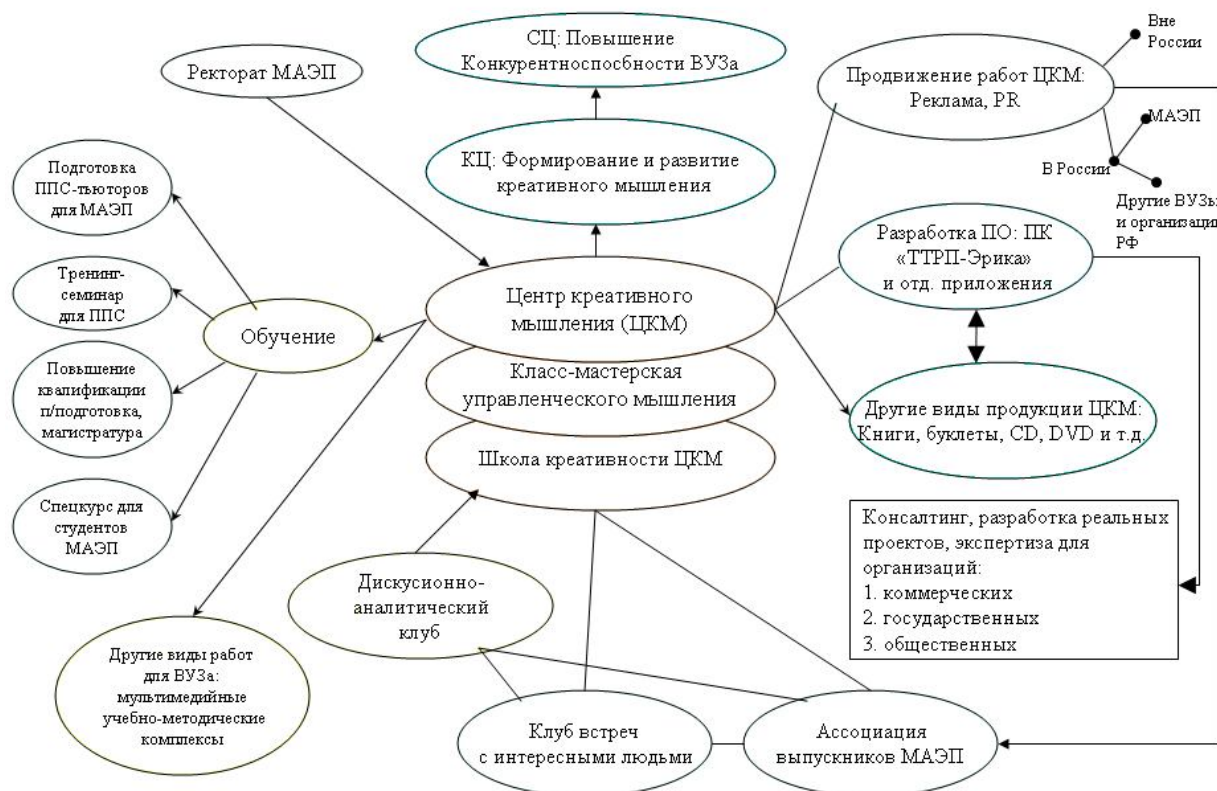 СЦ: Повышение
Конкурентноспосбности ВУЗа
Ректорат МАЭП
КЦ: Формирование и развитие
креативного мышления
Продвижение работ ЦКМ:
Реклама, PR
Вне
России
МАЭП
В России
Другие ВУЗы
и организации
РФ
Подготовка
ППС-тьюторов
для МАЭП
Тренинг-
семинар
для ППС
Обучение
Повышение
квалификации
п/подготовка,
магистратура
Спецкурс для
студентов
МАЭП
Центр креативного
мышления (ЦКМ)
Класс-мастерская
управленческого мышления
Школа креативности ЦКМ
Разработка ПО: ПК
«ТТРП-Эрика»
и отд. приложения
Другие виды продукции ЦКМ:
Книги, буклеты, CD, DVD и т.д.
Консалтинг, разработка реальных
проектов, экспертиза для
организаций:
1. коммерческих
2. государственных
3. общественных
Дискусионно-
аналитический
клуб
Другие виды работ
для ВУЗа:
мультимедийные
учебно-методические
комплексы
Клуб встреч
с интересными людьми
Ассоциация
выпускников МАЭП